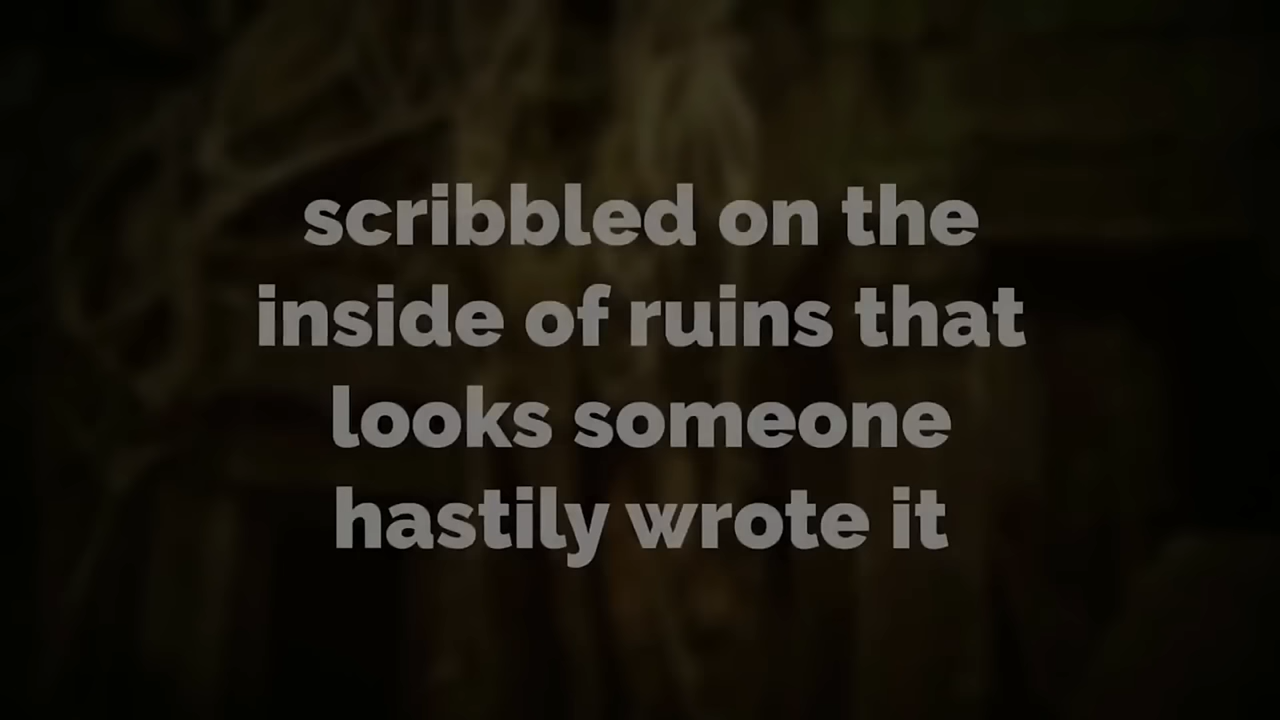 scribbled on the
inside of ruins that
looks someone
hastily wrote it